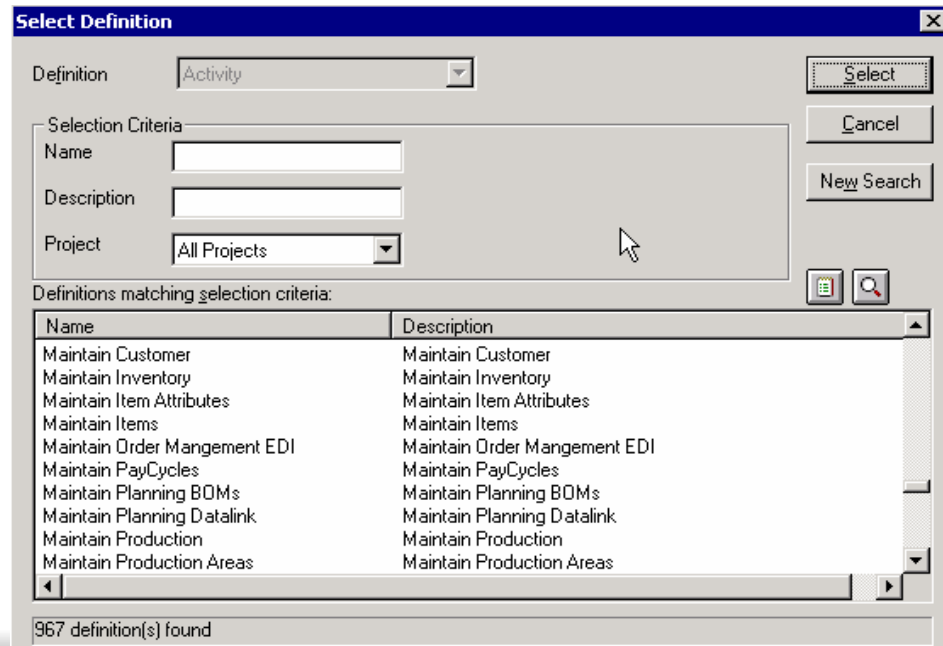 Select Definition
Definition Activity Select
Selection Criteria Cancel
Name
New Search
Description
Project All Projects
Definitions matching selection criteria:
Name Description
Maintain Customer Maintain Customer
Maintain Inventory Maintain Inventory
Maintain Item Attributes Maintain Item Attributes
Maintain Items Maintain Items
Maintain Order Mangement EDI Maintain Order Mangement EDI
Maintain PayCycles Maintain PayCycles
Maintain Planning BOMs Maintain Planning BOMs
Maintain Planning Datalink Maintain Planning Datalink
Maintain Production Maintain Production
Maintain Production Areas Maintain Production Areas
967 definition(s) found